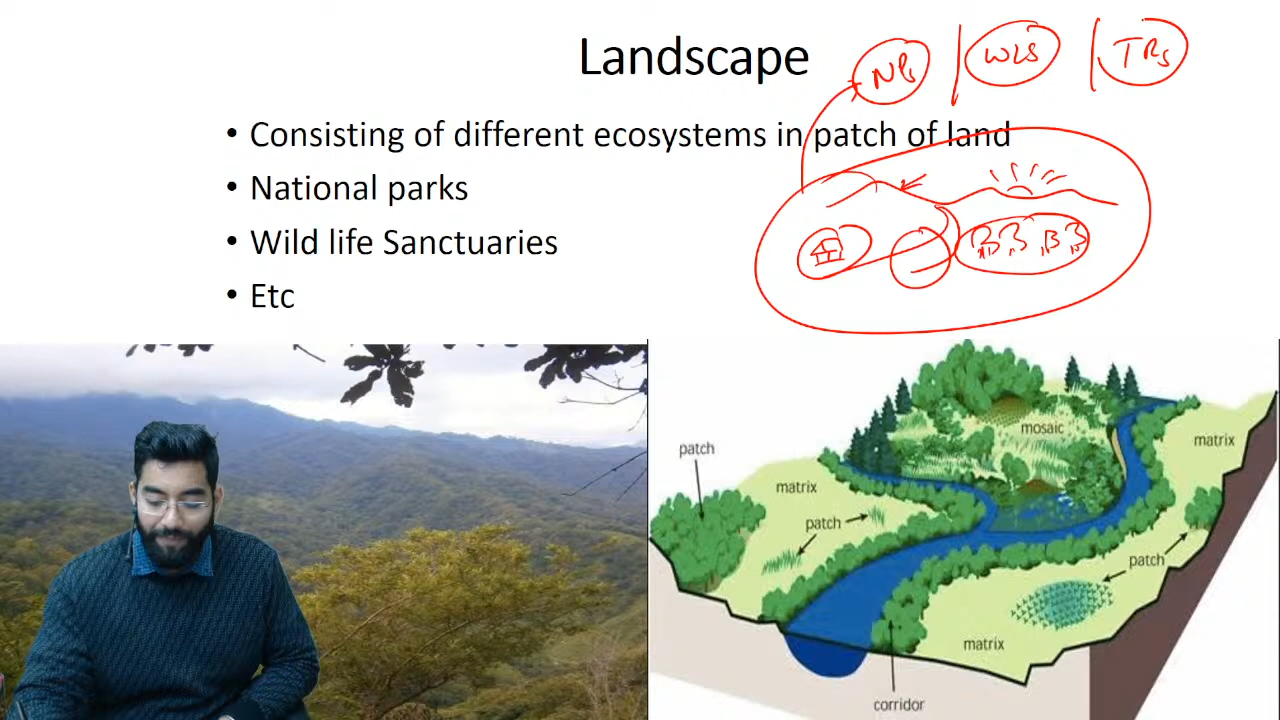 Landscape
NPs | WLS | TRs
• Consisting of different ecosystems in patch of land
• National parks
• Wild life Sanctuaries
• Etc
mosaic
matrix
patch
matrix
patch
patch
matrix
corridor